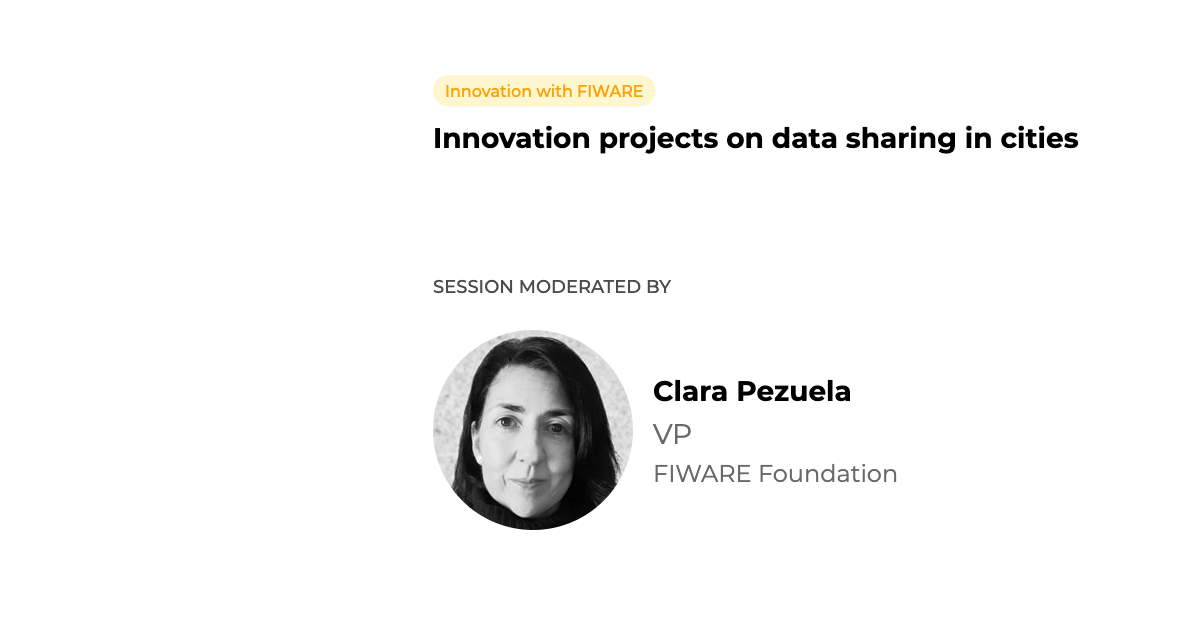 Innovation with FIWARE
Innovation projects on data sharing in cities
SESSION MODERATED BY
Clara Pezuela
VP
FIWARE Foundation